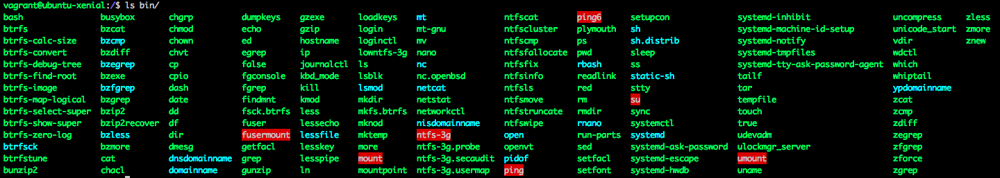 vagrant@ubuntu-xenial:/$ ls bin/
bash busybox chgrp dumpkeys gzexe loadkeys mt ntfscat ping6 setupcon systemd-inhibit uncompress zless
btrfs bzcat chmod echo gzip login mt-gnu ntfscluster plymouth sh systemd-machine-id-setup unicode_start zmore
btrfs-calc-size bzcmp chown ed hostname loginctl mv ntfscmp ps sh.distrib systemd-notify vdir znew
btrfs-convert bzdiff chvt egrep ip lowntfs-3g nano ntfsfallocate pwd sleep systemd-tmpfiles wdctl
btrfs-debug-tree bzegrep cp false journalctl ls nc ntfsfix rbash ss systemd-tty-ask-password-agent which
btrfs-find-root bzexe cpio fgconsole kbd_mode lsblk nc.openbsd ntfsinfo readlink static-sh tailf whiptail
btrfs-image bzfgrep dash fgrep kill lsmod netcat ntfsls red stty tar ypdomainname
btrfs-map-logical bzgrep date findmnt kmod mkdir netstat ntfsmove rm su tempfile zcat
btrfs-select-super bzip2 dd fsck.btrfs less mkfs.btrfs networkctl ntfstruncate rmdir sync touch zcmp
btrfs-show-super bzip2recover df fuser lessecho mknod nisdomainname ntfswipe rnano systemctl true zdiff
btrfs-zero-log bzless dir fusermount lessfile mktemp ntfs-3g open run-parts systemd udevadm zegrep
btrfsck bzmore dmesg getfacl lesskey more ntfs-3g.probe openvt sed systemd-ask-password ulockmgr_server zfgrep
btrfstune cat dnsdomainname grep lesspipe mount ntfs-3g.secaudit pidof setfacl systemd-escape umount zforce
bunzip2 chacl domainname gunzip ln mountpoint ntfs-3g.usermap ping setfont systemd-hwdb uname zgrep